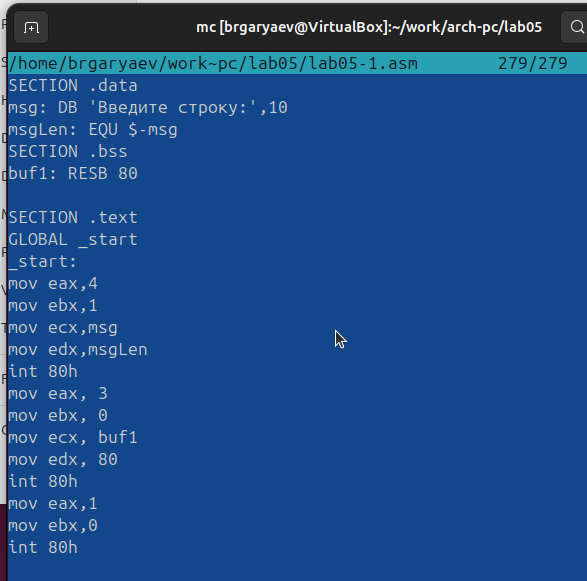 mc [brgaryaev@VirtualBox]:~/work/arch-pc/lab05
/home/brgaryaev/work~pc/lab05/lab05-1.asm 279/279
SECTION .data
msg: DB 'Введите строку:',10
msgLen: EQU $-msg
SECTION .bss
buf1: RESB 80
SECTION .text
GLOBAL _start
_start:
mov eax,4
mov ebx,1
mov ecx,msg
mov edx,msgLen
int 80h
mov eax, 3
mov ebx, 0
mov ecx, buf1
mov edx, 80
int 80h
mov eax,1
mov ebx,0
int 80h